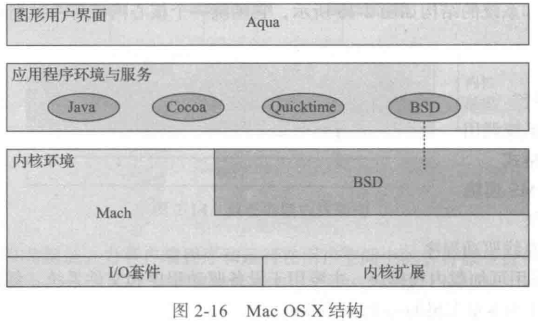 图形用户界面
Aqua
应用程序环境与服务
Java
Cocoa
Quicktime
BSD
内核环境
BSD
Mach
I/O套件
内核扩展
图 2-16 Mac OS X 结构